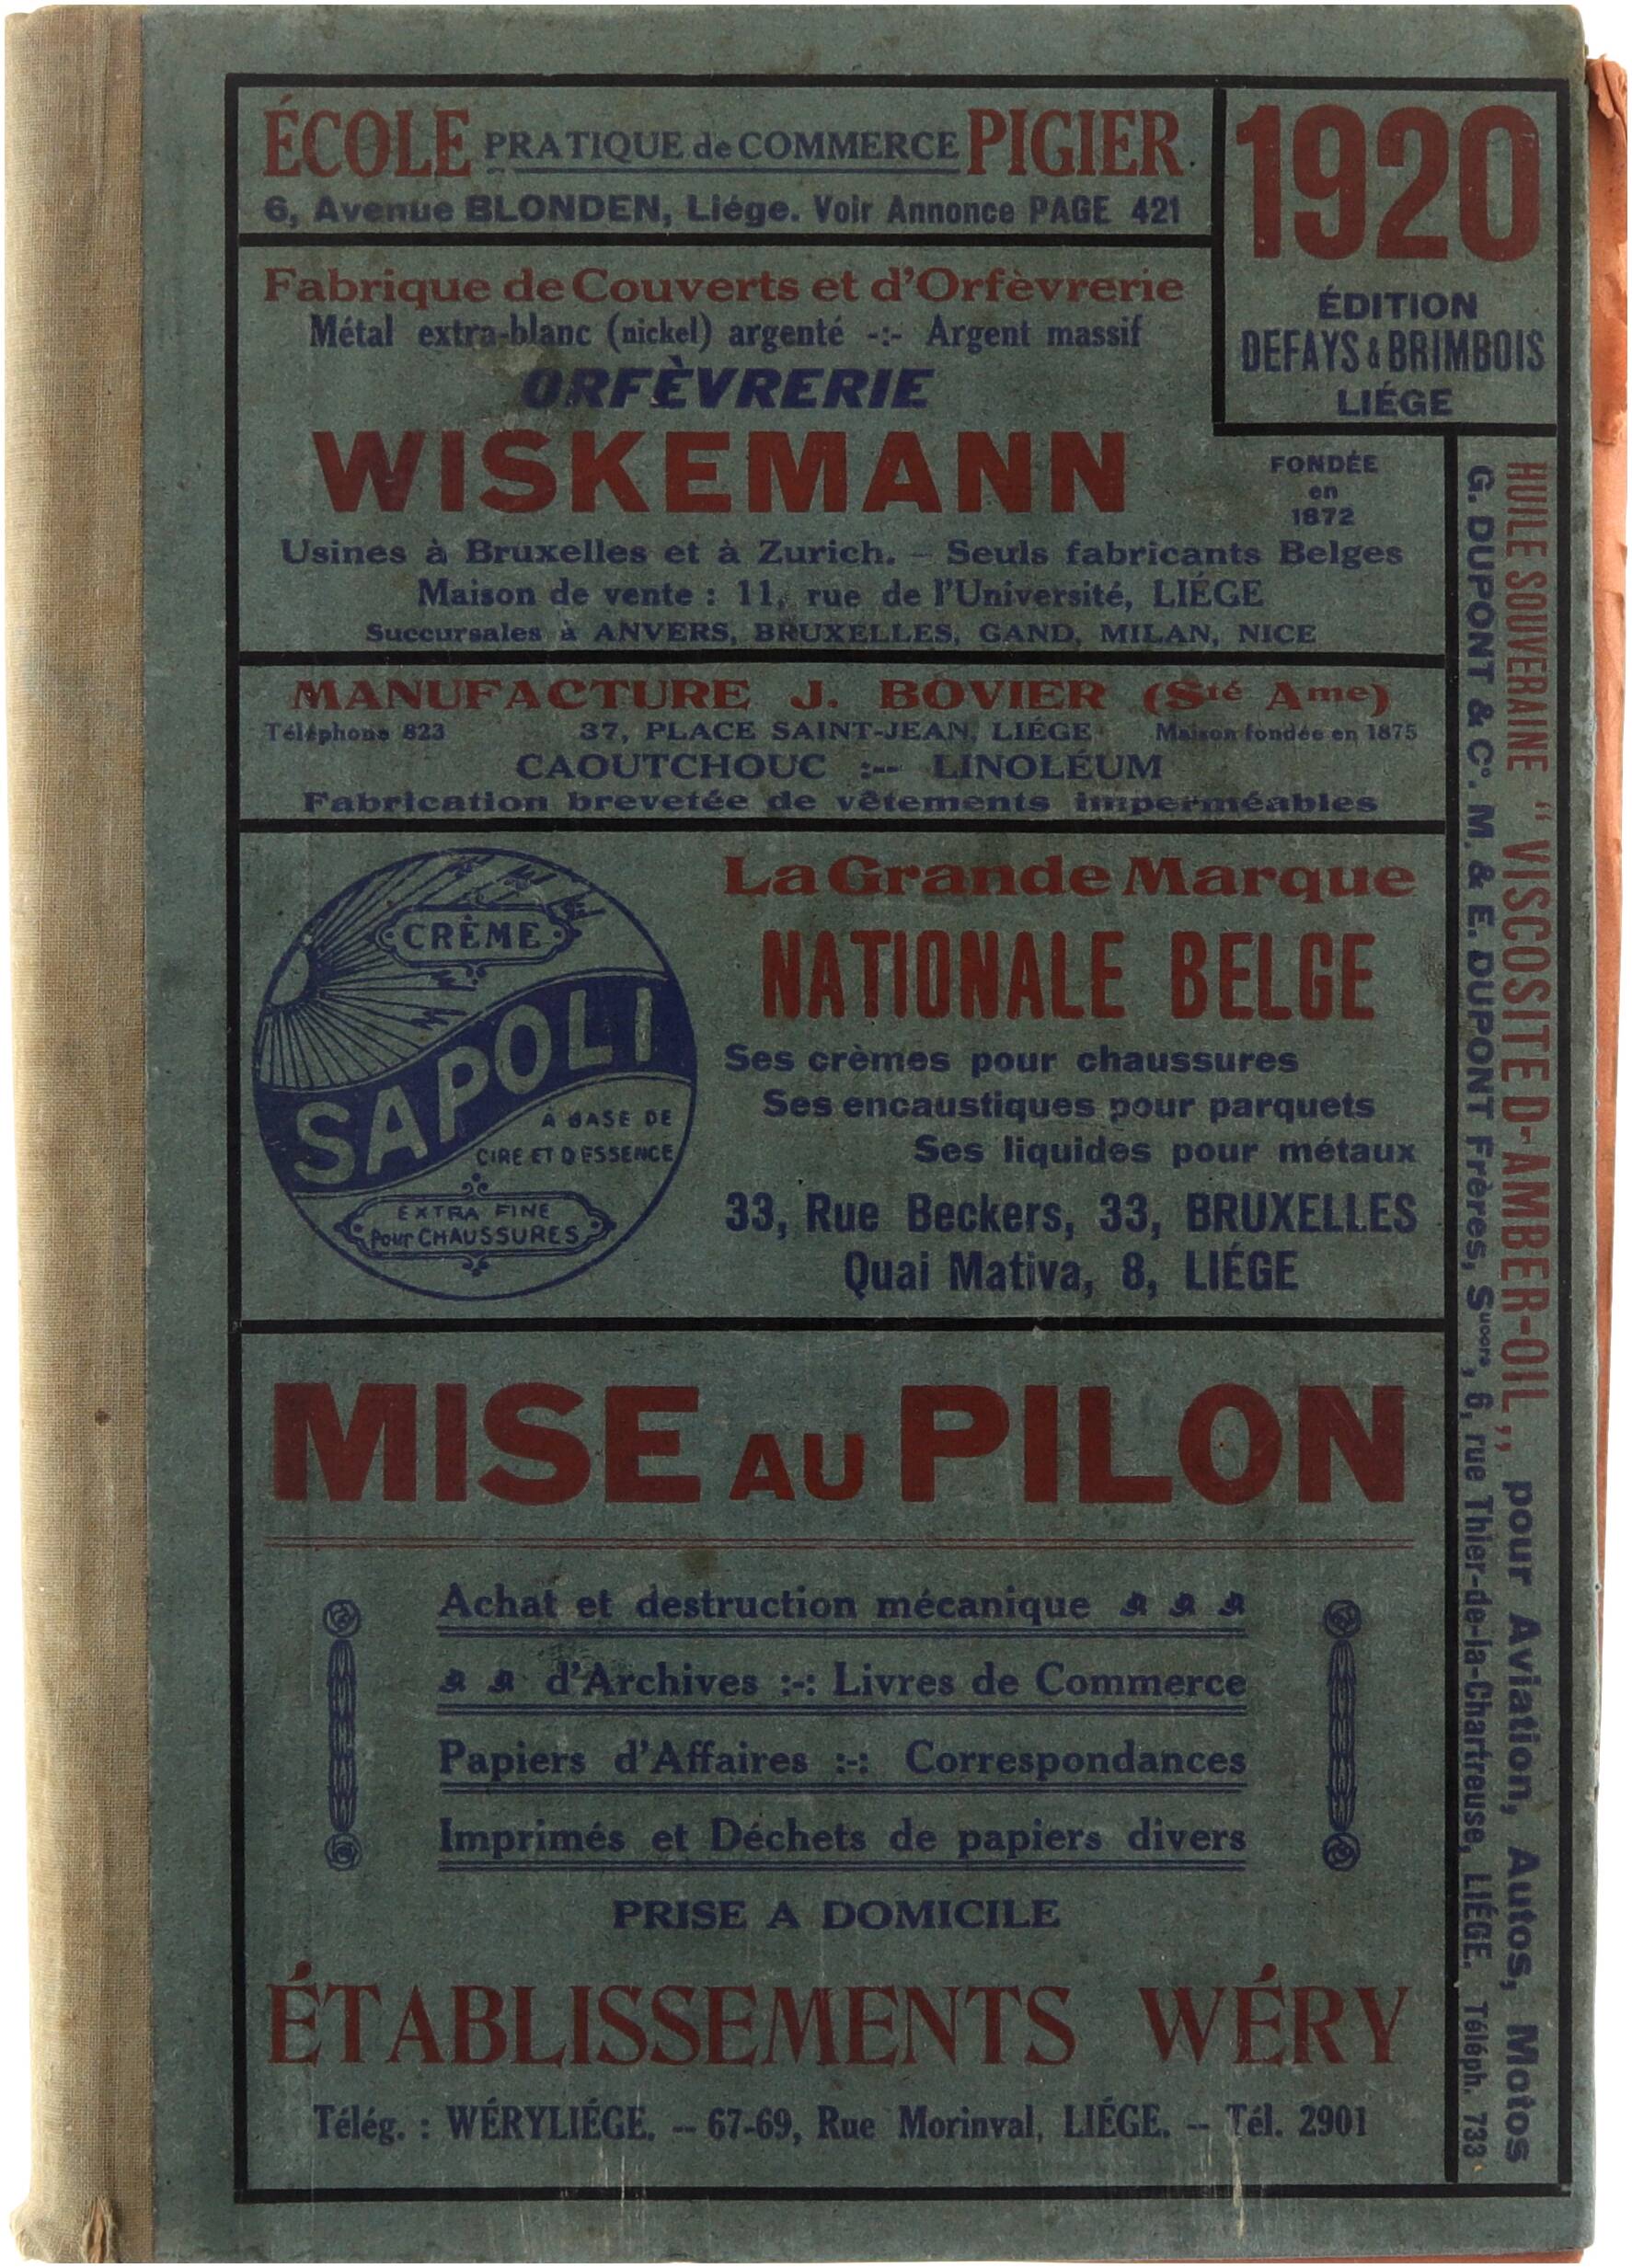 ÉCOLE PRATIQUE de COMMERCE PIGIER.
6, Avenue BLONDEN, Liége. Voir Annonce PAGE 421
1920
ÉDITION
DEFAYS & BRIMBOIS
LIÉGE
Fabrique de Couverts et d'Orfèvrerie
Métal extra-blanc (nickel) argenté -:- Argent massif
ORFÈVRERIE
WISKEMANN
FONDÉE
en
1872
Usines à Bruxelles et à Zurich. – Seuls fabricants Belges
Maison de vente : 11, rue de l'Université, LIÉGE
Succursales à ANVERS, BRUXELLES, GAND, MILAN, NICE
MANUFACTURE J. BOVIER (Sté Ame)
Téléphone 823 37, PLACE SAINT-JEAN, LIÉGE Maison fondée en 1875
CAOUTCHOUC :-- LINOLÉUM
Fabrication brevetée de vêtements imperméables
CRÈME
SAPOLI
À BASE DE
CIRE ET D'ESSENCE
EXTRA FINE
Pour CHAUSSURES
La Grande Marque
NATIONALE BELGE
Ses crèmes pour chaussures
Ses encaustiques pour parquets
Ses liquides pour métaux
33, Rue Beckers, 33, BRUXELLES
Quai Mativa, 8, LIÉGE
MISE AU PILON
Achat et destruction mécanique
d'Archives :-: Livres de Commerce
Papiers d'Affaires :-: Correspondances
Imprimés et Déchets de papiers divers
PRISE A DOMICILE
ÉTABLISSEMENTS WÉRY
Télég. : WÉRYLIÉGE. -- 67-69, Rue Morinval, LIÉGE. -- Tél. 2901
HUILE SOUVERAINE “ VISCOSITE D-AMBER-OIL ,, pour Aviation, Autos, Motos
G. DUPONT & Cº. M. & E. DUPONT Frères, Sucors, 6, rue Thier-de-la-Chartreuse, LIÉGE. Téléph. 733